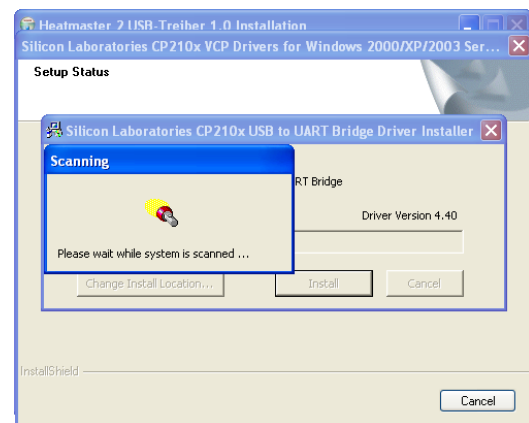 Heatmaster 2 USB-Treiber 1.0 Installation
Silicon Laboratories CP210x VCP Drivers for Windows 2000/XP/2003 Ser...
Setup Status
Silicon Laboratories CP210x USB to UART Bridge Driver Installer
Scanning
RT Bridge
Driver Version 4.40
Please wait while system is scanned ...
Change Install Location...
Install
Cancel
InstallShield
Cancel